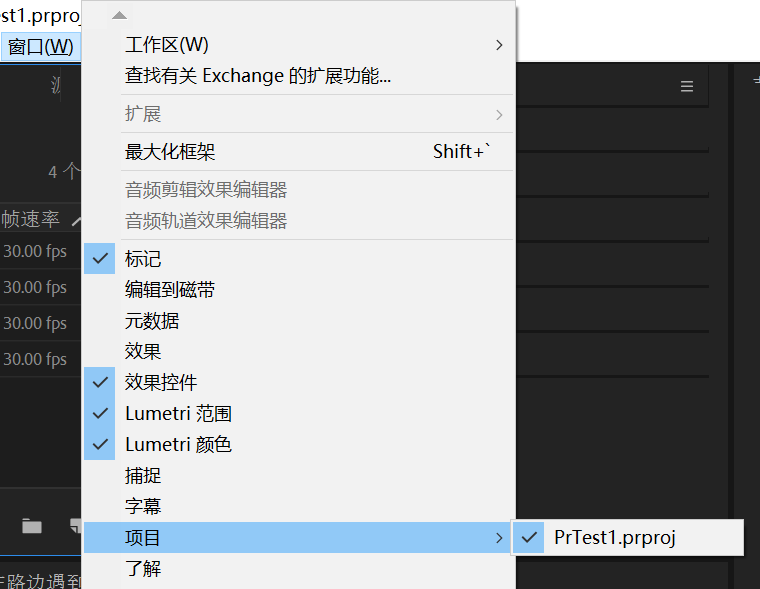 st1.prproj
窗口(W)
工作区(W)
查找有关 Exchange 的扩展功能...
扩展
最大化框架 Shift+`
4 个
音频剪辑效果编辑器
帧速率
音频轨道效果编辑器
30.00 fps
标记
30.00 fps
编辑到磁带
30.00 fps
元数据
30.00 fps
效果
效果控件
Lumetri 范围
Lumetri 颜色
捕捉
字幕
项目
PrTest1.prproj
了解
路边遇到